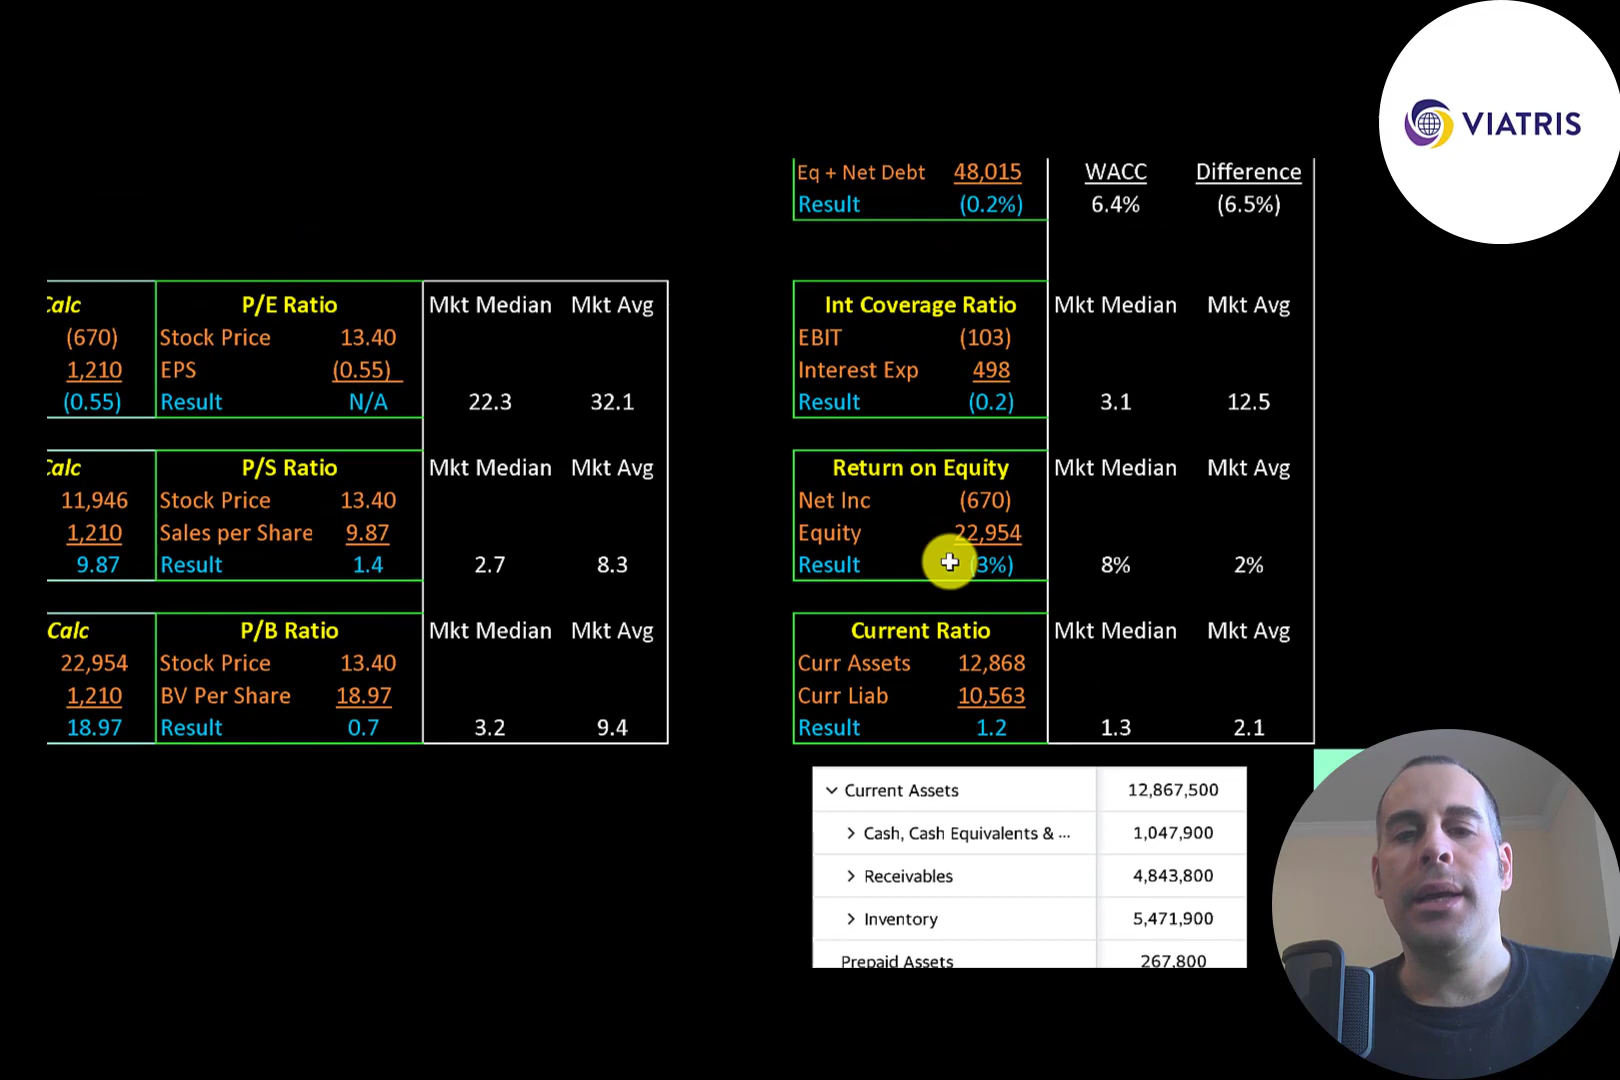 VIATRIS
Eq + Net Debt 48,015 WACC Difference
Result (0.2%) 6.4% (6.5%)
P/E Ratio Mkt Median Mkt Avg Int Coverage Ratio Mkt Median Mkt Avg
(670) Stock Price 13.40 EBIT (103)
1,210 EPS (0.55) Interest Exp 498
(0.55) Result N/A 22.3 32.1 Result (0.2) 3.1 12.5
P/S Ratio Mkt Median Mkt Avg Return on Equity Mkt Median Mkt Avg
11,946 Stock Price 13.40 Net Inc (670)
1,210 Sales per Share 9.87 Equity 22,954
9.87 Result 1.4 2.7 8.3 Result (3%) 8% 2%
Calc P/B Ratio Mkt Median Mkt Avg Current Ratio Mkt Median Mkt Avg
22,954 Stock Price 13.40 Curr Assets 12,868
1,210 BV Per Share 18.97 Curr Liab 10,563
18.97 Result 0.7 3.2 9.4 Result 1.2 1.3 2.1
Current Assets 12,867,500
Cash, Cash Equivalents & ... 1,047,900
Receivables 4,843,800
Inventory 5,471,900
Prepaid Assets 267,800